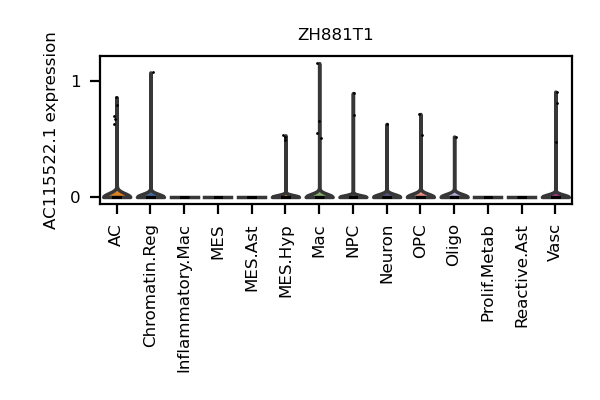 ZH881T1
AC115522.1 expression
1
0
AC
Chromatin.Reg
Inflammatory.Mac
MES
MES.Ast
MES.Hyp
Mac
NPC
Neuron
OPC
Oligo
Prolif.Metab
Reactive.Ast
Vasc